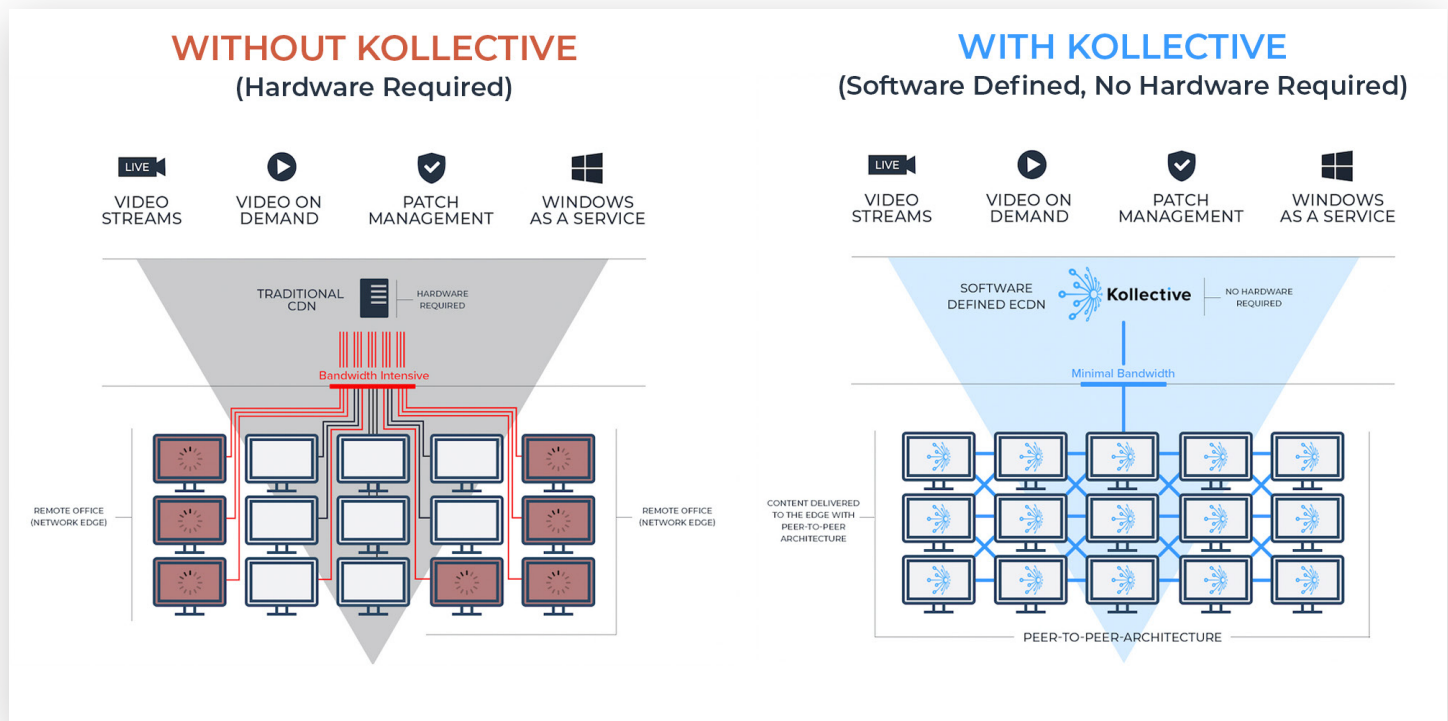 WITHOUT KOLLECTIVE
(Hardware Required)
LIVE
VIDEO
STREAMS
VIDEO ON
DEMAND
PATCH
MANAGEMENT
WINDOWS
AS A SERVICE
TRADITIONAL
CDN
HARDWARE
REQUIRED
Bandwidth Intensive
REMOTE OFFICE
(NETWORK EDGE)
REMOTE OFFICE
(NETWORK EDGE)
WITH KOLLECTIVE
(Software Defined, No Hardware Required)
LIVE
VIDEO
STREAMS
VIDEO ON
DEMAND
PATCH
MANAGEMENT
WINDOWS
AS A SERVICE
SOFTWARE
DEFINED ECDN
Kollective
NO HARDWARE
REQUIRED
Minimal Bandwidth
CONTENT DELIVERED
TO THE EDGE WITH
PEER-TO-PEER
ARCHITECTURE
PEER-TO-PEER-ARCHITECTURE